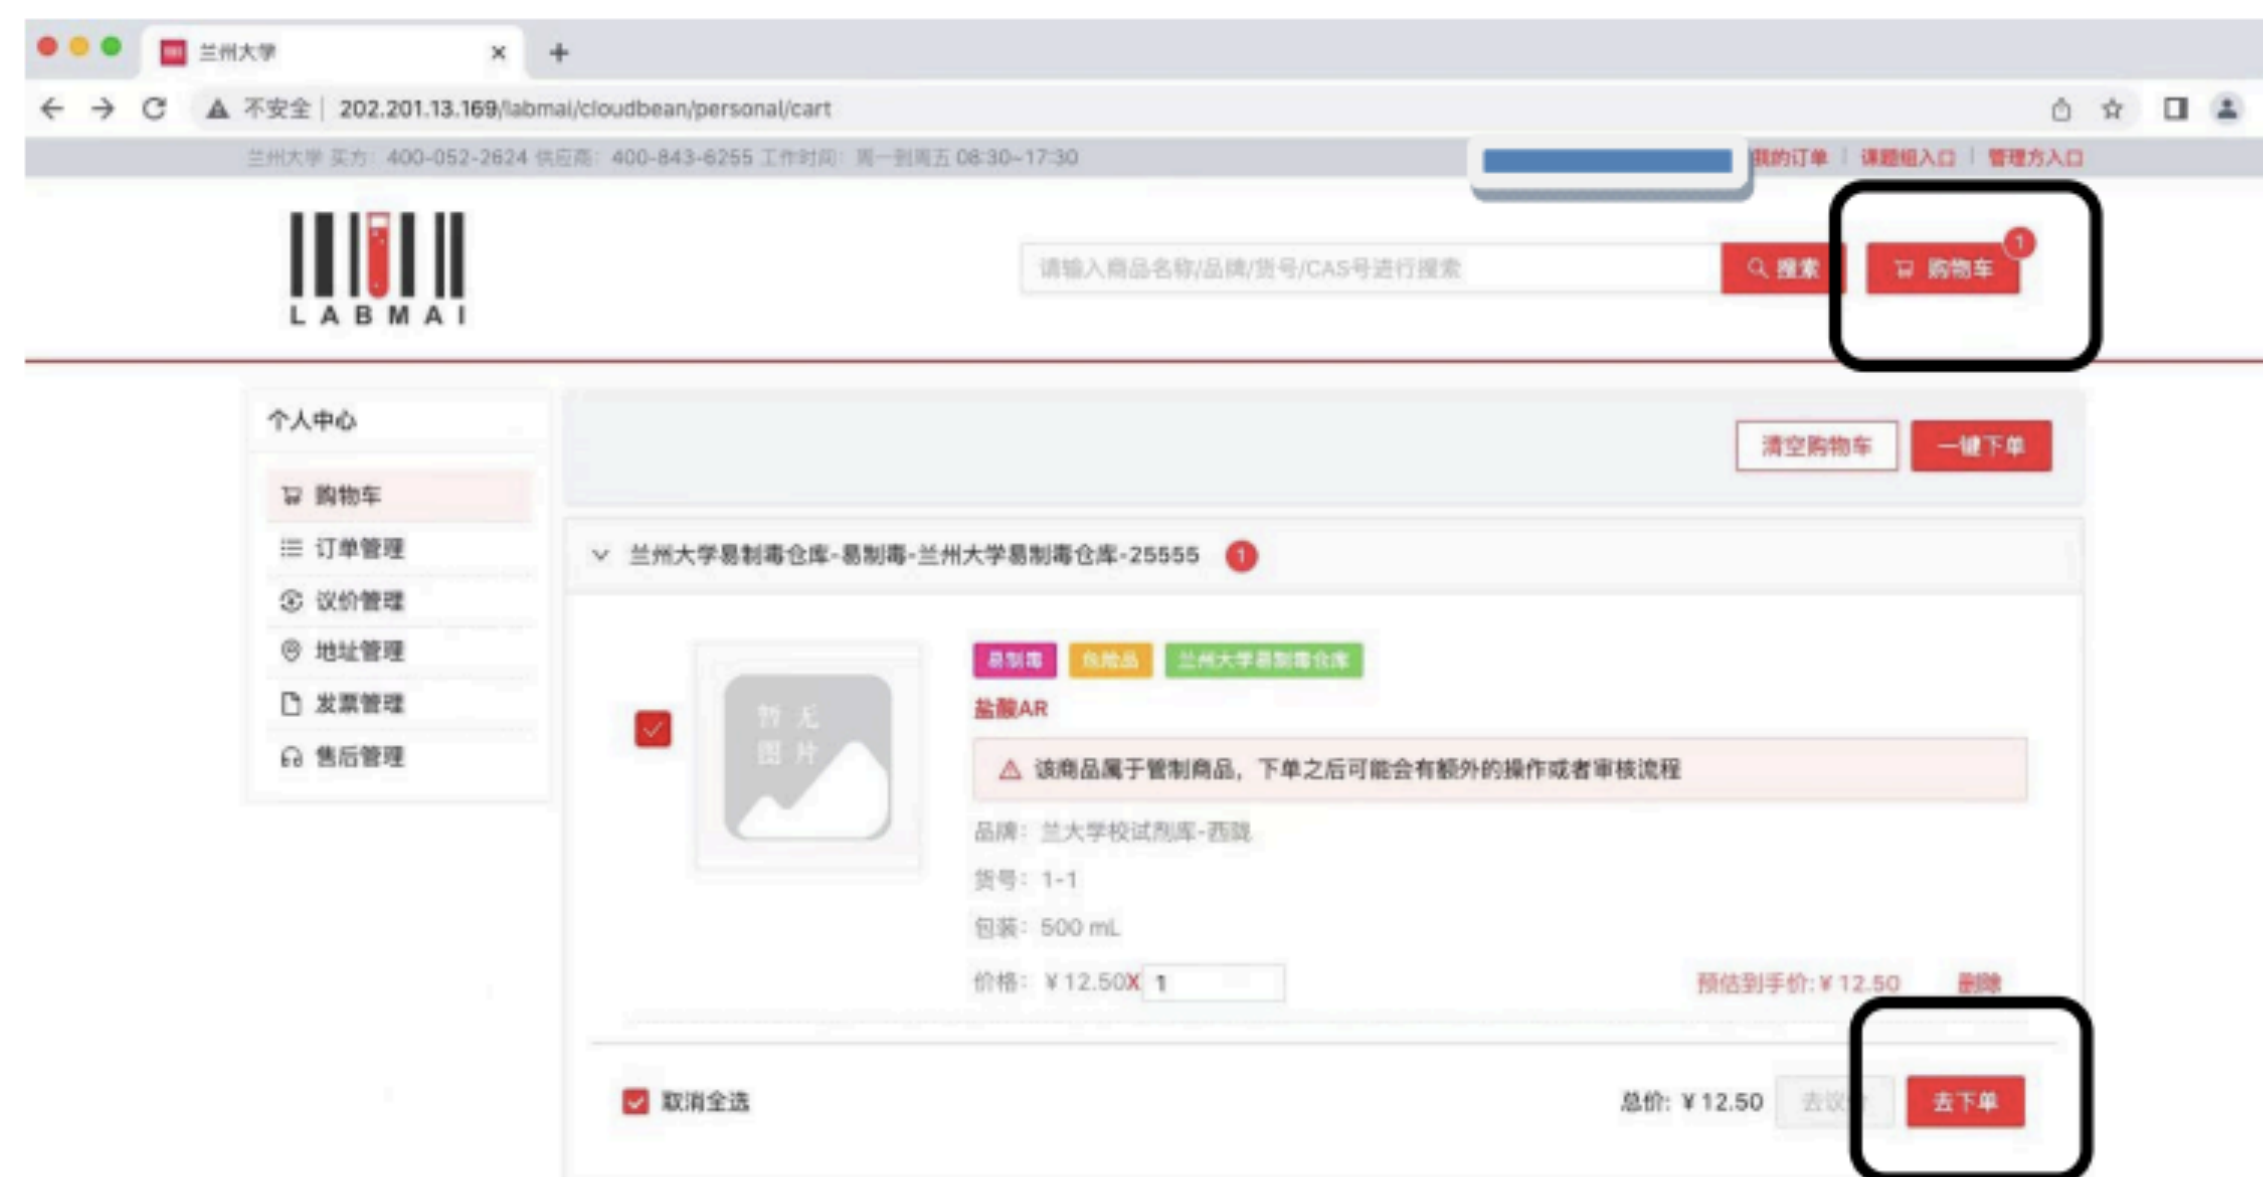 兰州大学
不安全 202.201.13.169/labmai/cloudbean/personal/cart
兰州大学 买方: 400-052-2624 供应商: 400-843-6255 工作时间: 周一到周五 08:30~17:30
我的订单 课题组入口 管理方入口
LABMAI
请输入商品名称/品牌/货号/CAS号进行搜索
搜索
购物车 1
个人中心
购物车
订单管理
议价管理
地址管理
发票管理
售后管理
清空购物车 一键下单
兰州大学易制毒仓库-易制毒-兰州大学易制毒仓库-25555 1
暂无
图片
易制毒 危险品 兰州大学易制毒仓库
盐酸AR
该商品属于管制商品，下单之后可能会有额外的操作或者审核流程
品牌: 兰大学校试剂库-西陇
货号: 1-1
包装: 500 mL
价格: ¥12.50X 1
预估到手价:¥12.50 删除
取消全选
总价: ¥12.50 去议 去下单